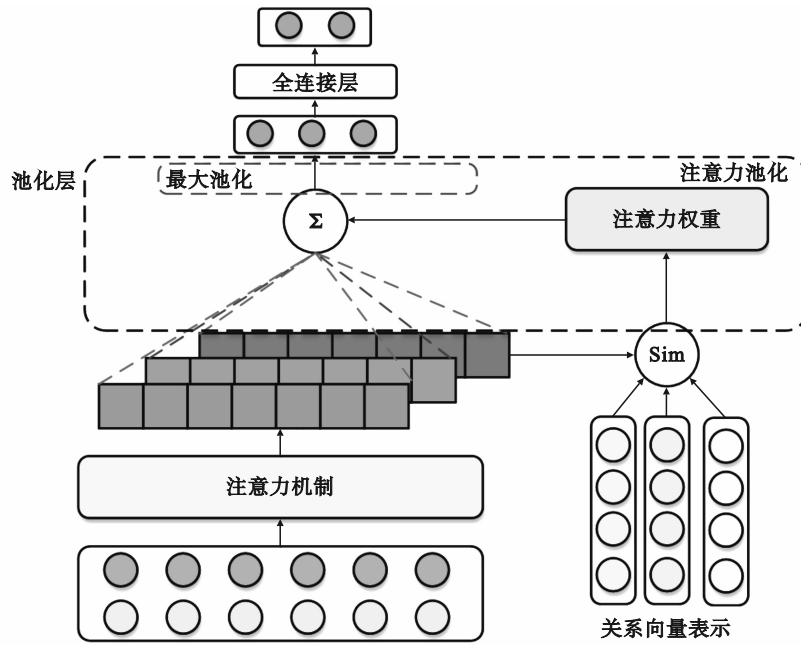 全连接层
池化层
最大池化
注意力池化
Σ
注意力权重
Sim
注意力机制
关系向量表示